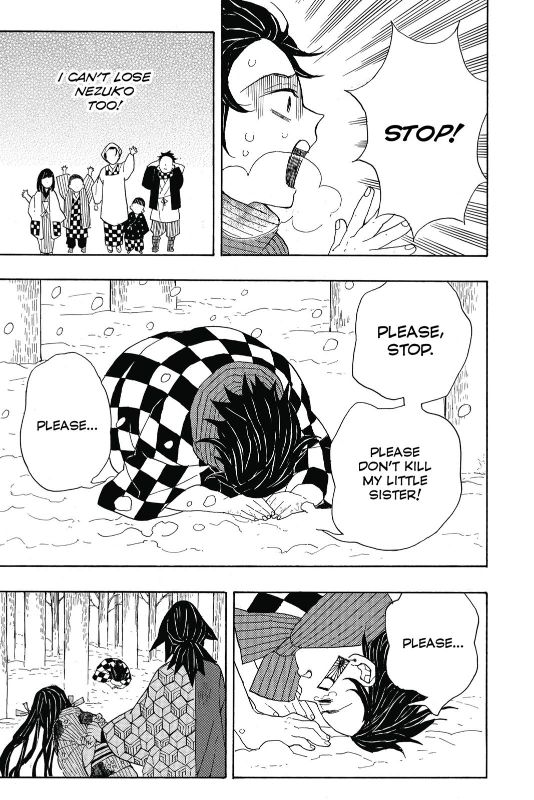 STOP!
I CAN'T LOSE
NEZUKO
TOO!
PLEASE,
STOP.
PLEASE
DON'T KILL
MY LITTLE
SISTER!
PLEASE...
PLEASE...